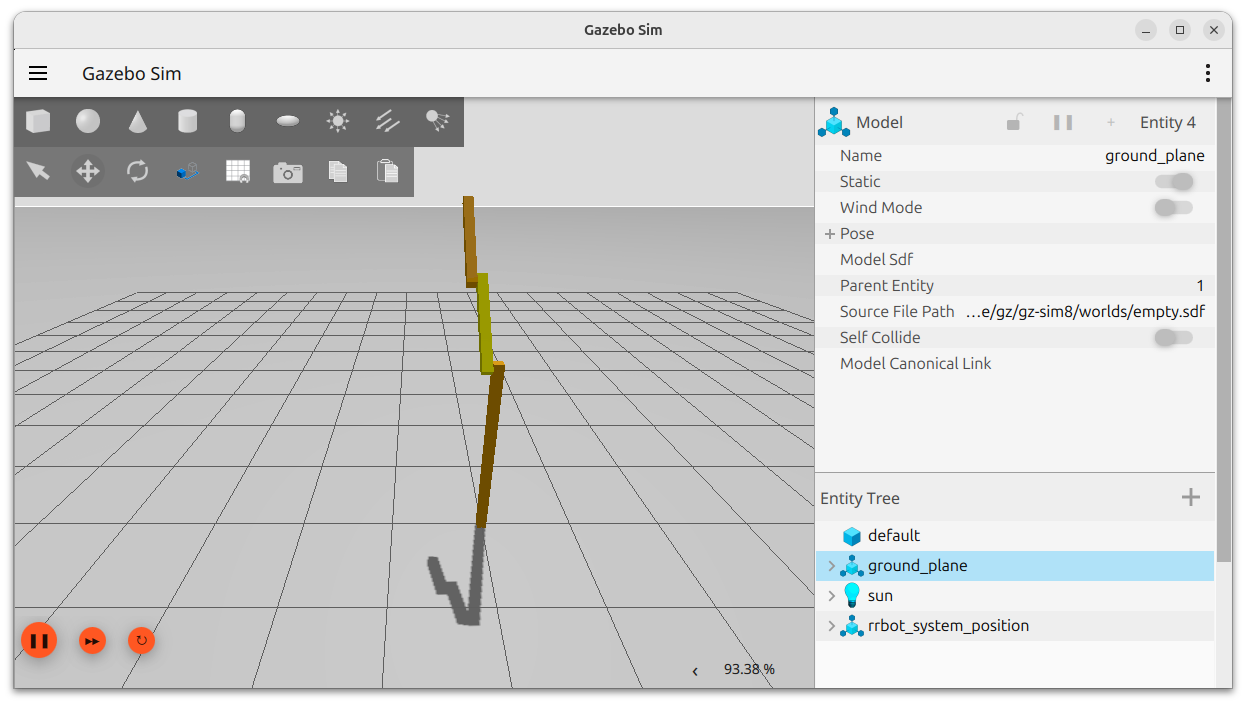 Gazebo Sim
Gazebo Sim
Model + Entity 4
Name ground_plane
Static
Wind Mode
+ Pose
Model Sdf
Parent Entity 1
Source File Path ...e/gz/gz-sim8/worlds/empty.sdf
Self Collide
Model Canonical Link
Entity Tree +
default
ground_plane
sun
rrbot_system_position
93.38 %